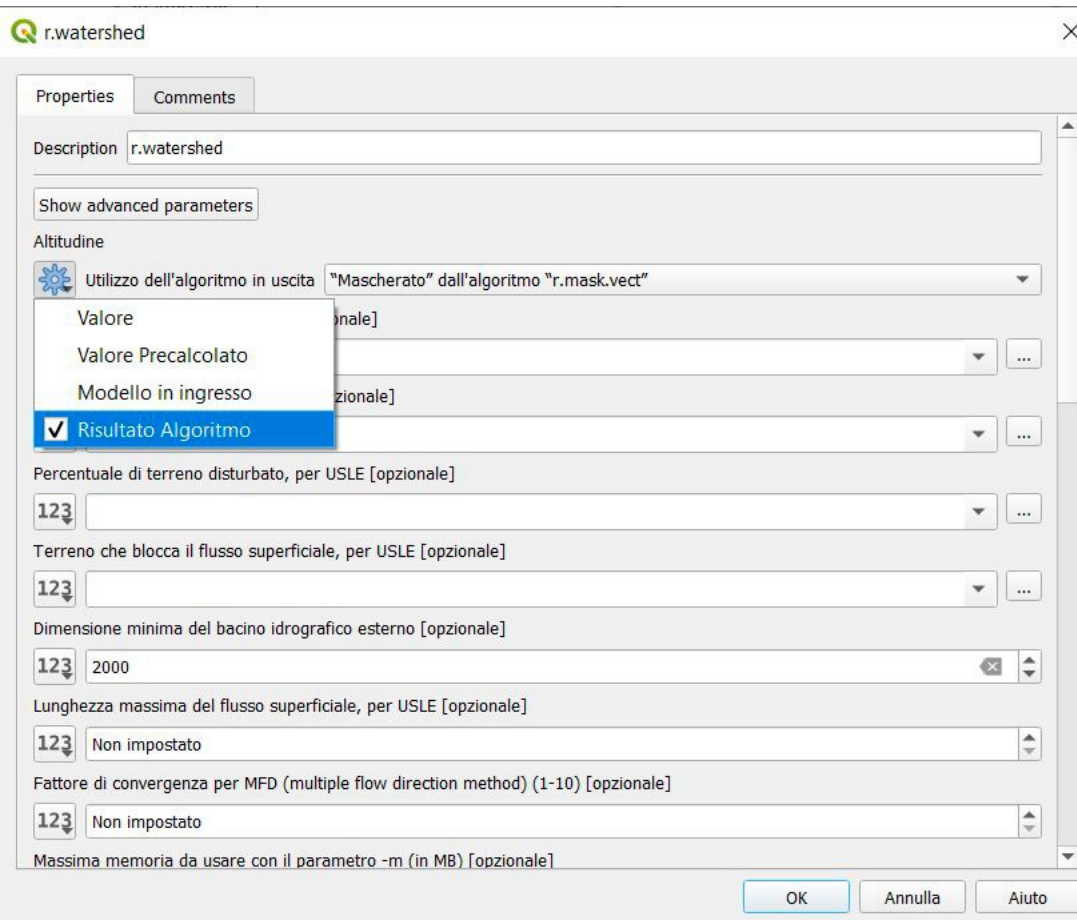 r.watershed
Properties
Comments
Description r.watershed
Show advanced parameters
Altitudine
Utilizzo dell'algoritmo in uscita "Mascherato" dall'algoritmo "r.mask.vect"
Valore
Valore Precalcolato
...
Modello in ingresso
Risultato Algoritmo
...
Percentuale di terreno disturbato, per USLE [opzionale]
123
...
Terreno che blocca il flusso superficiale, per USLE [opzionale]
123
...
Dimensione minima del bacino idrografico esterno [opzionale]
123 2000
Lunghezza massima del flusso superficiale, per USLE [opzionale]
123 Non impostato
Fattore di convergenza per MFD (multiple flow direction method) (1-10) [opzionale]
123 Non impostato
Massima memoria da usare con il parametro -m (in MB) [opzionale]
OK Annulla Aiuto